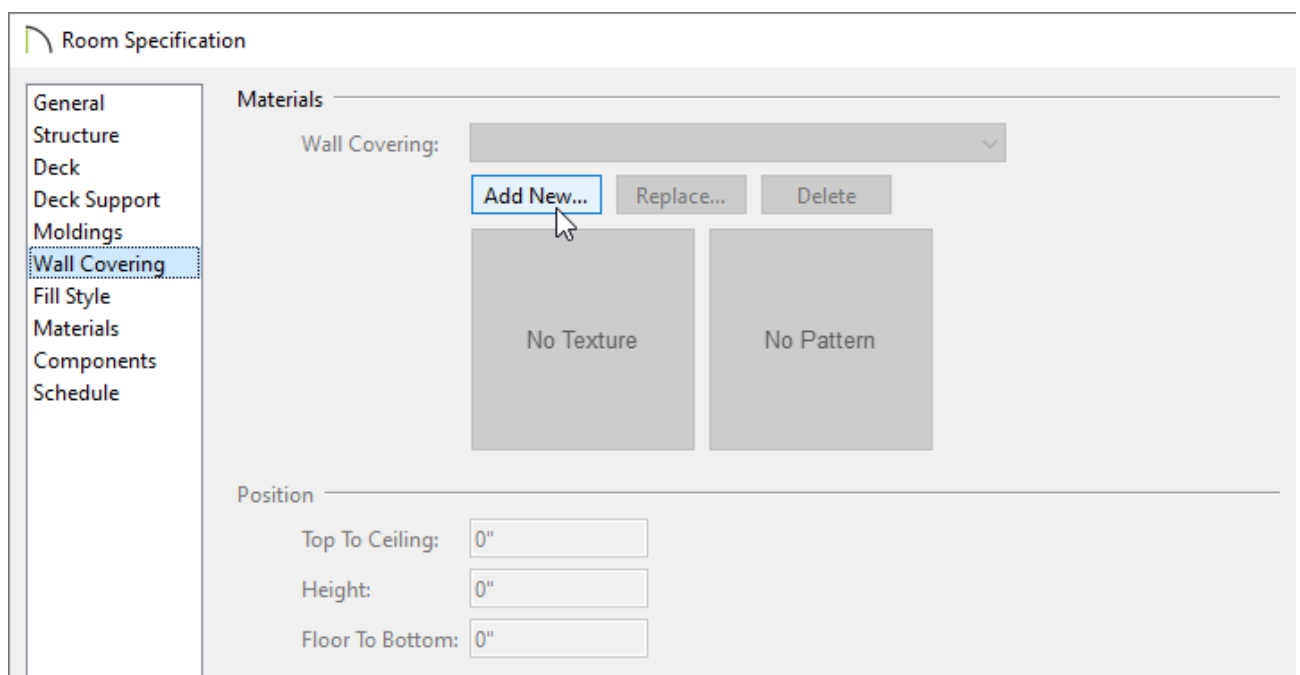 Room Specification
General
Structure
Deck
Deck Support
Moldings
Wall Covering
Fill Style
Materials
Components
Schedule
Materials
Wall Covering:
Add New... Replace... Delete
No Texture No Pattern
Position
Top To Ceiling: 0"
Height: 0"
Floor To Bottom: 0"